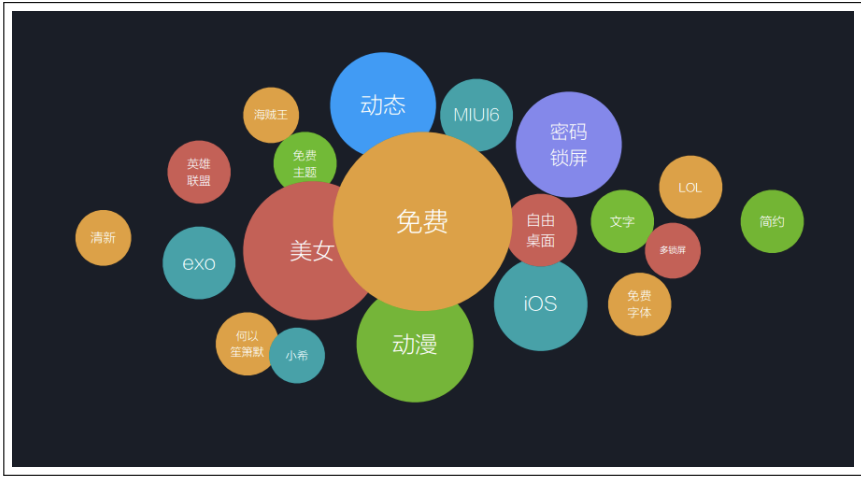 动态
MIUI6
海贼王
密码
锁屏
免费
主题
英雄
联盟
LOL
免费
自由
桌面
文字
简约
清新
美女
多锁屏
exo
iOS
免费
字体
何以
笙箫默
动漫
小希